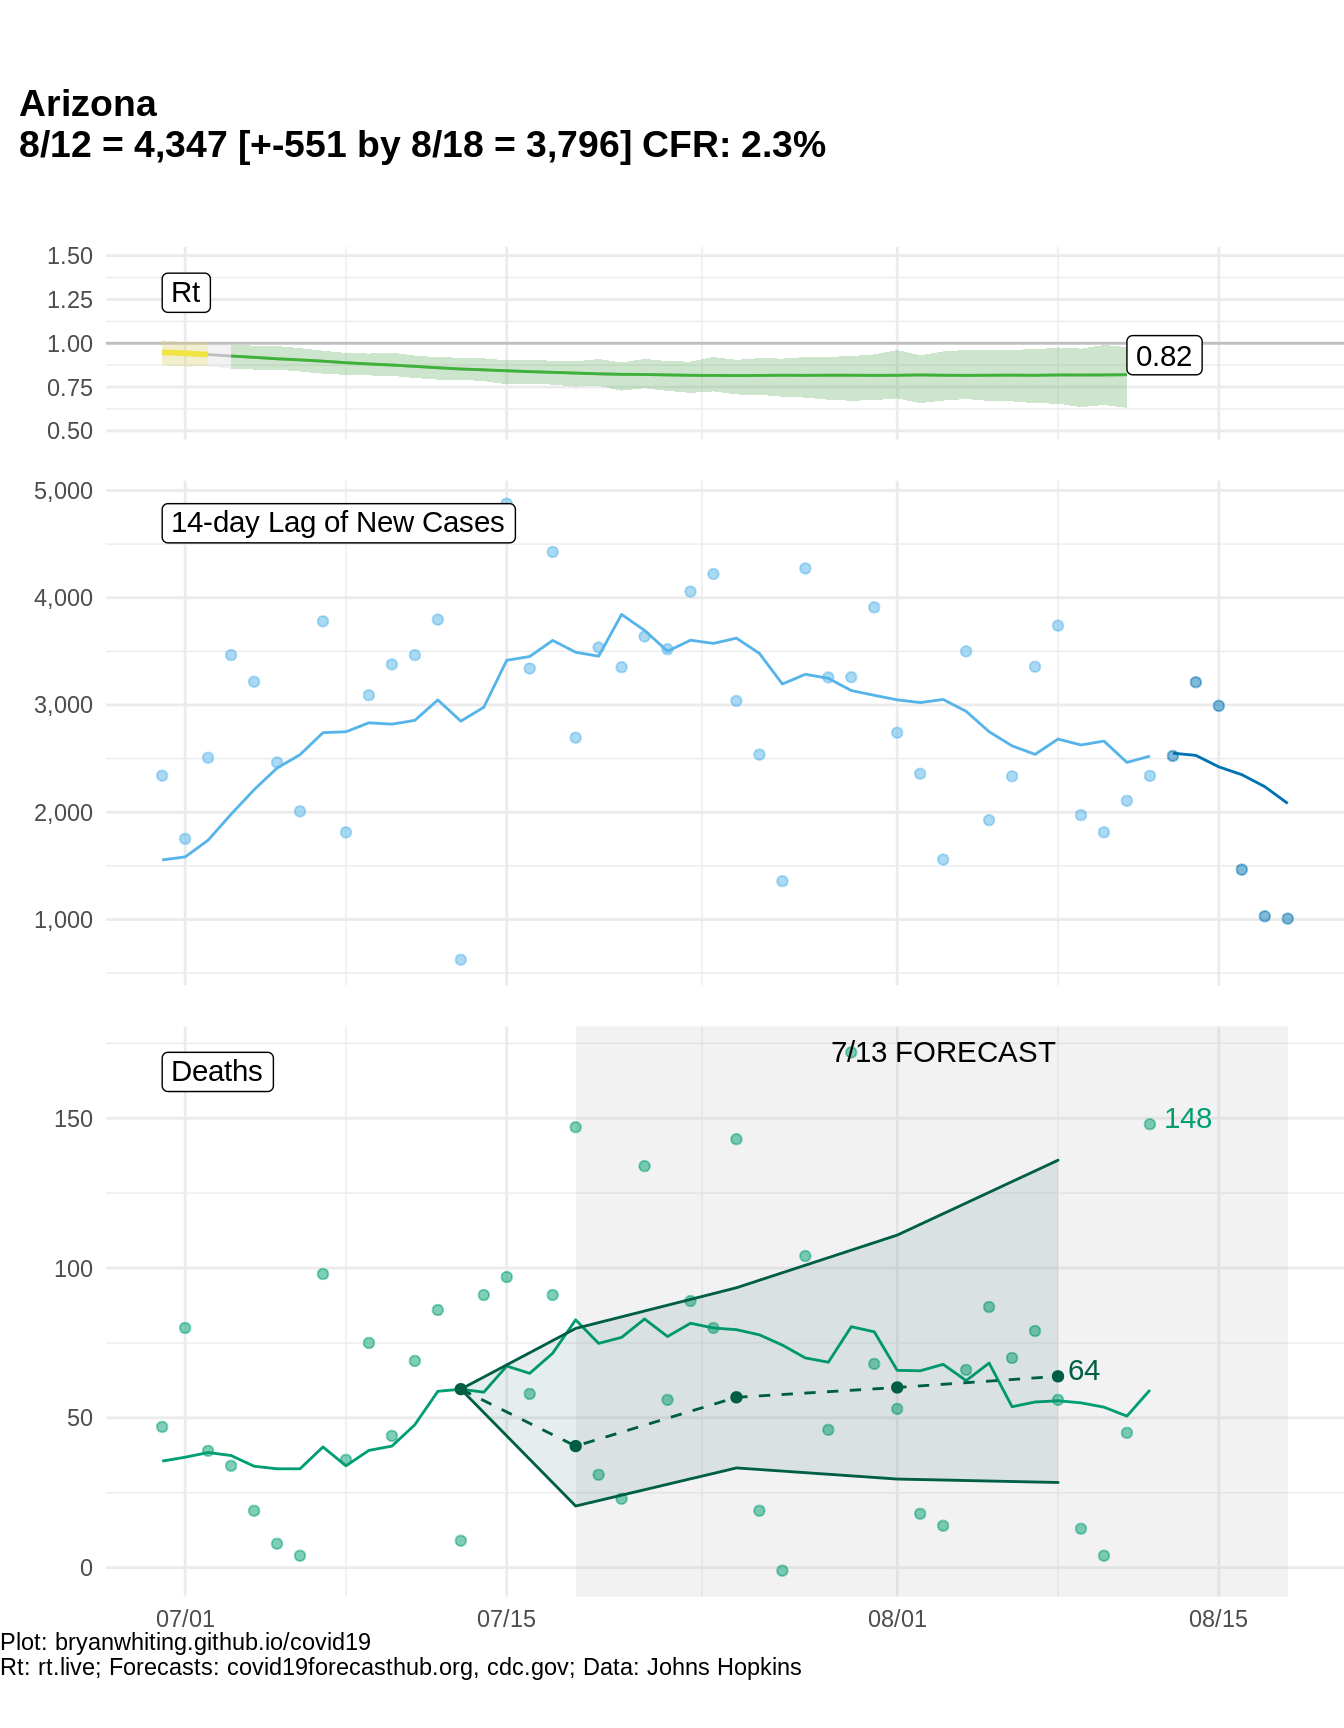 Arizona
8/12 = 4,347 [+-551 by 8/18 = 3,796] CFR: 2.3%
1.50
Rt
1.25
1.00
0.82
0.75
0.50
5,000
14-day Lag of New Cases
4,000
3,000
2,000
1,000
7/13 FORECAST
Deaths
150
148
100
64
50
0
07/01
07/15
08/01
08/15
Plot: bryanwhiting.github.io/covid19
Rt: rt.live; Forecasts: covid19forecasthub.org, cdc.gov; Data: Johns Hopkins